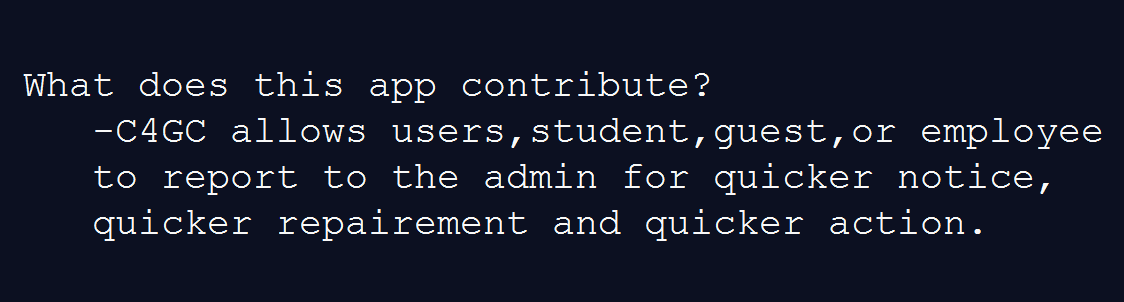 What does this app contribute?
-C4GC allows users,student,guest,or employee
to report to the admin for quicker notice,
quicker repairement and quicker action.